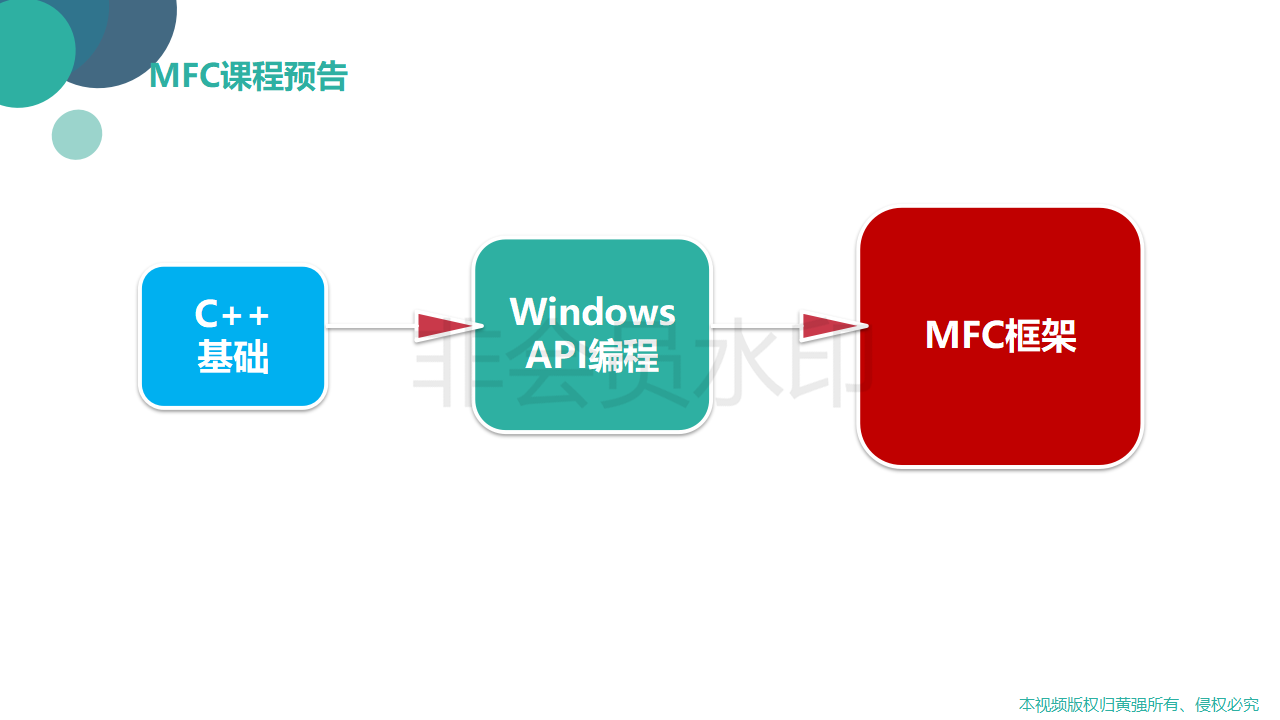 MFC课程预告
C++
基础
Windows
API编程
MFC框架
非会员水印
本视频版权归黄强所有、侵权必究